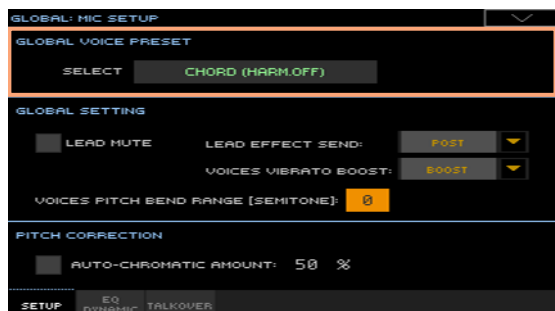 GLOBAL: MIC SETUP
GLOBAL VOICE PRESET
SELECT CHORD (HARM.OFF)
GLOBAL SETTING
LEAD MUTE LEAD EFFECT SEND: POST
VOICES VIBRATO BOOST: BOOST
VOICES PITCH BEND RANGE [SEMITONE]: 0
PITCH CORRECTION
AUTO-CHROMATIC AMOUNT: 50 %
SETUP EQ DYNAMIC TALKOVER